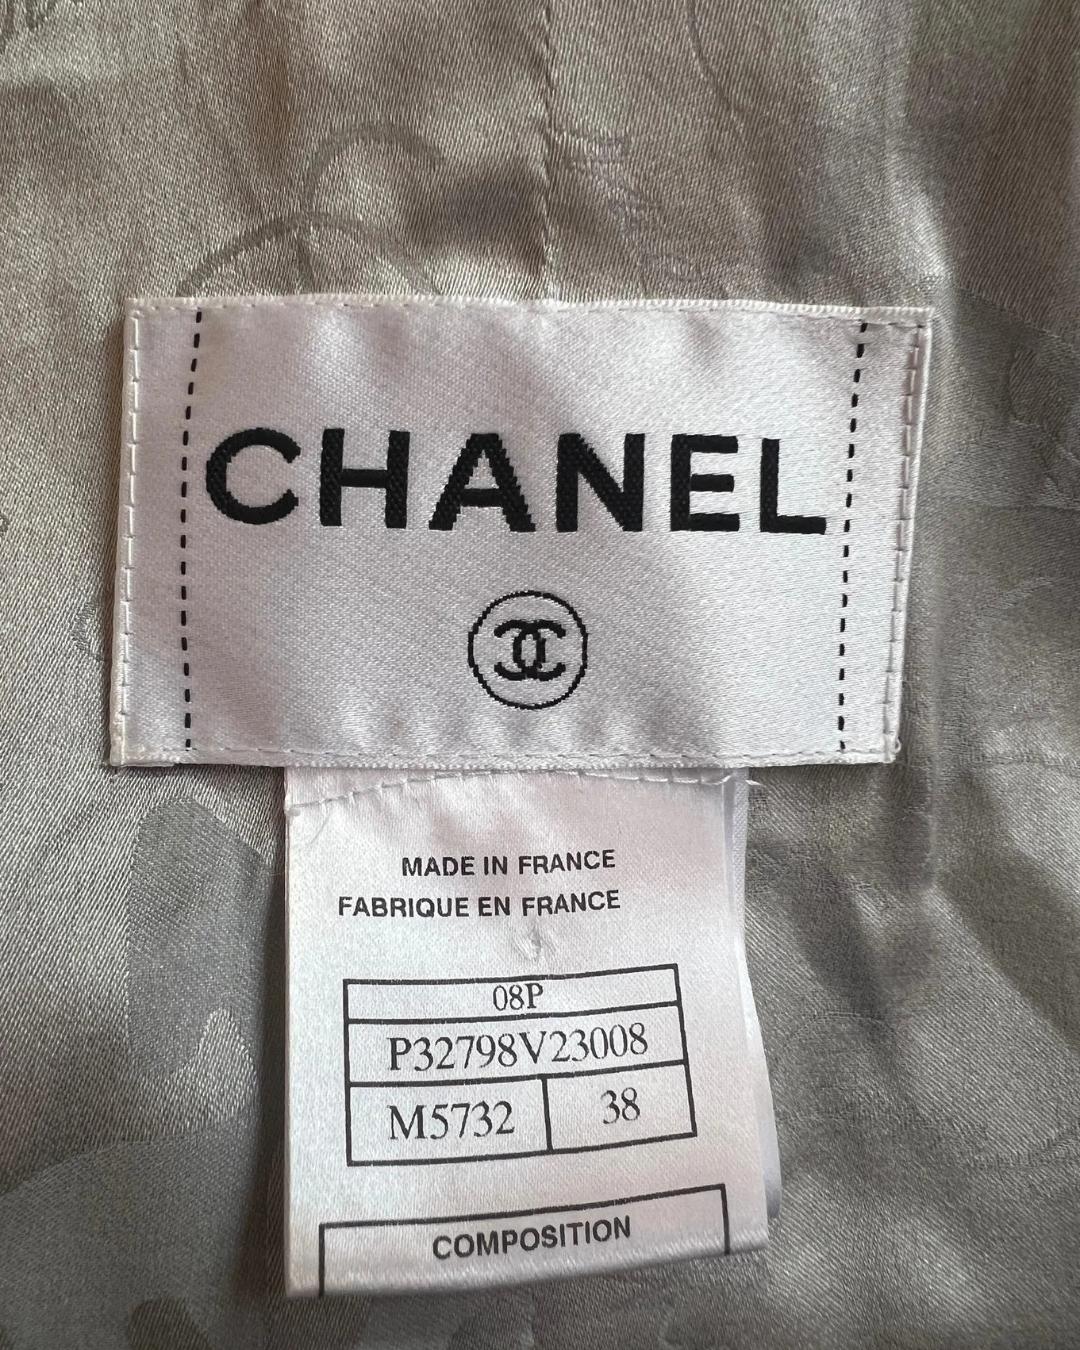 CHANEL
MADE IN FRANCE
FABRIQUE EN FRANCE
08P
P32798V23008
M5732 38
COMPOSITION